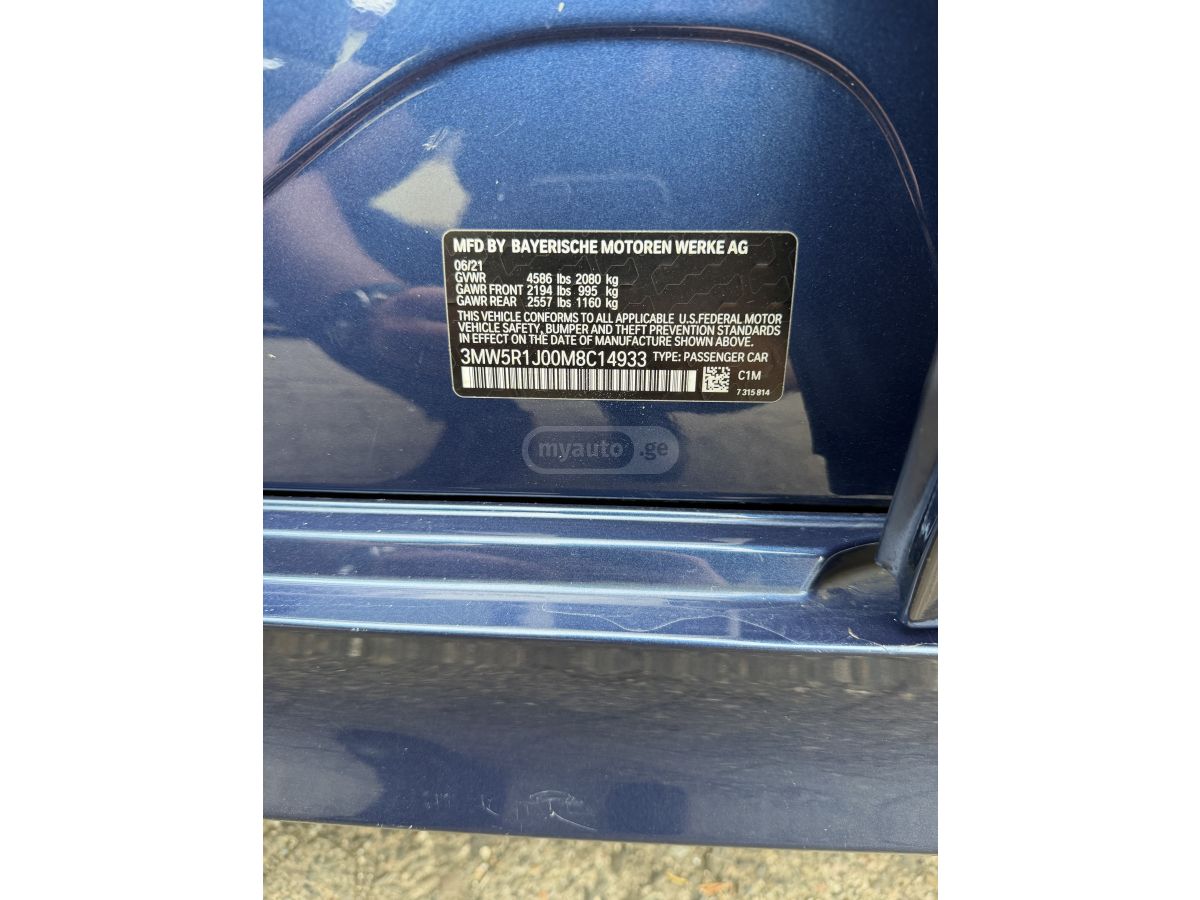 MFD BY BAYERISCHE MOTOREN WERKE AG
06/21
GVWR 4586 lbs 2080 kg
GAWR FRONT 2194 lbs 995 kg
GAWR REAR 2557 lbs 1160 kg
THIS VEHICLE CONFORMS TO ALL APPLICABLE U.S.FEDERAL MOTOR
VEHICLE SAFETY, BUMPER AND THEFT PREVENTION STANDARDS
IN EFFECT ON THE DATE OF MANUFACTURE SHOWN ABOVE.
3MW5R1J00M8C14933 TYPE: PASSENGER CAR
C1M
7 315 814
myauto.ge